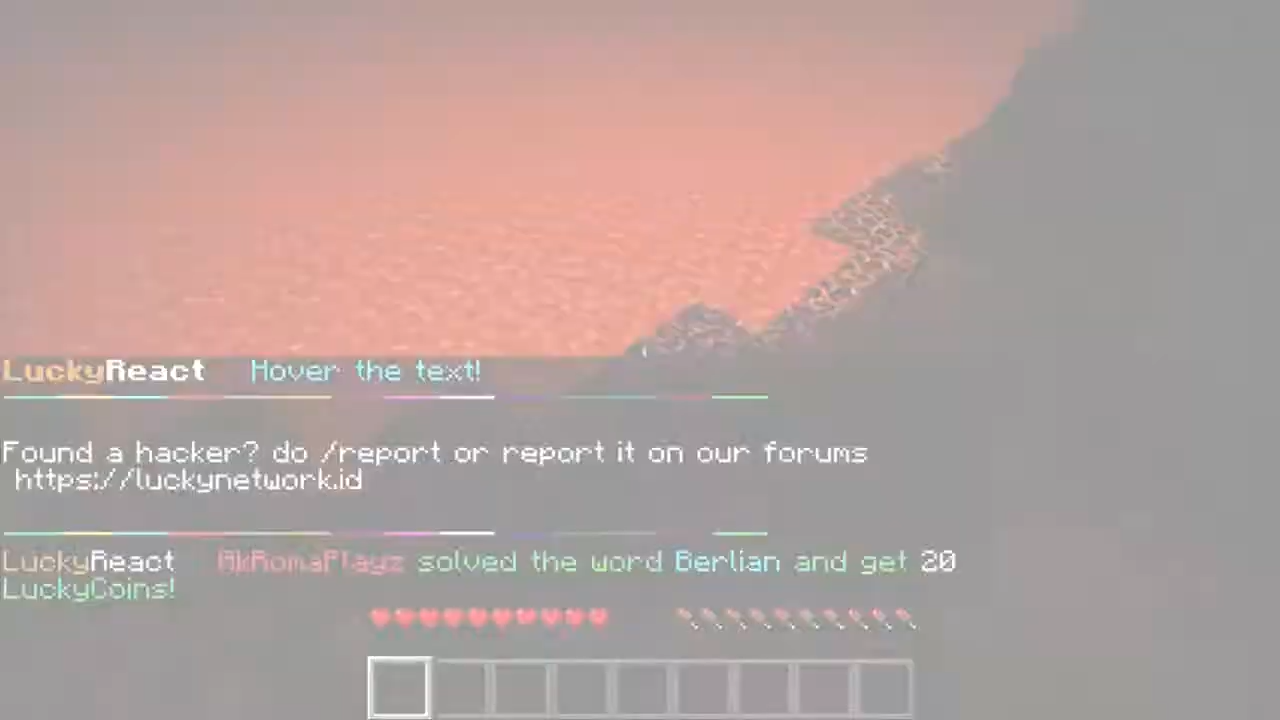 LuckyReact Hover the text!
Found a hacker? do /report or report it on our forums
https://luckynetwork.id
LuckyReact AkRomaPlayz solved the word Berlian and get 20
LuckyCoins!